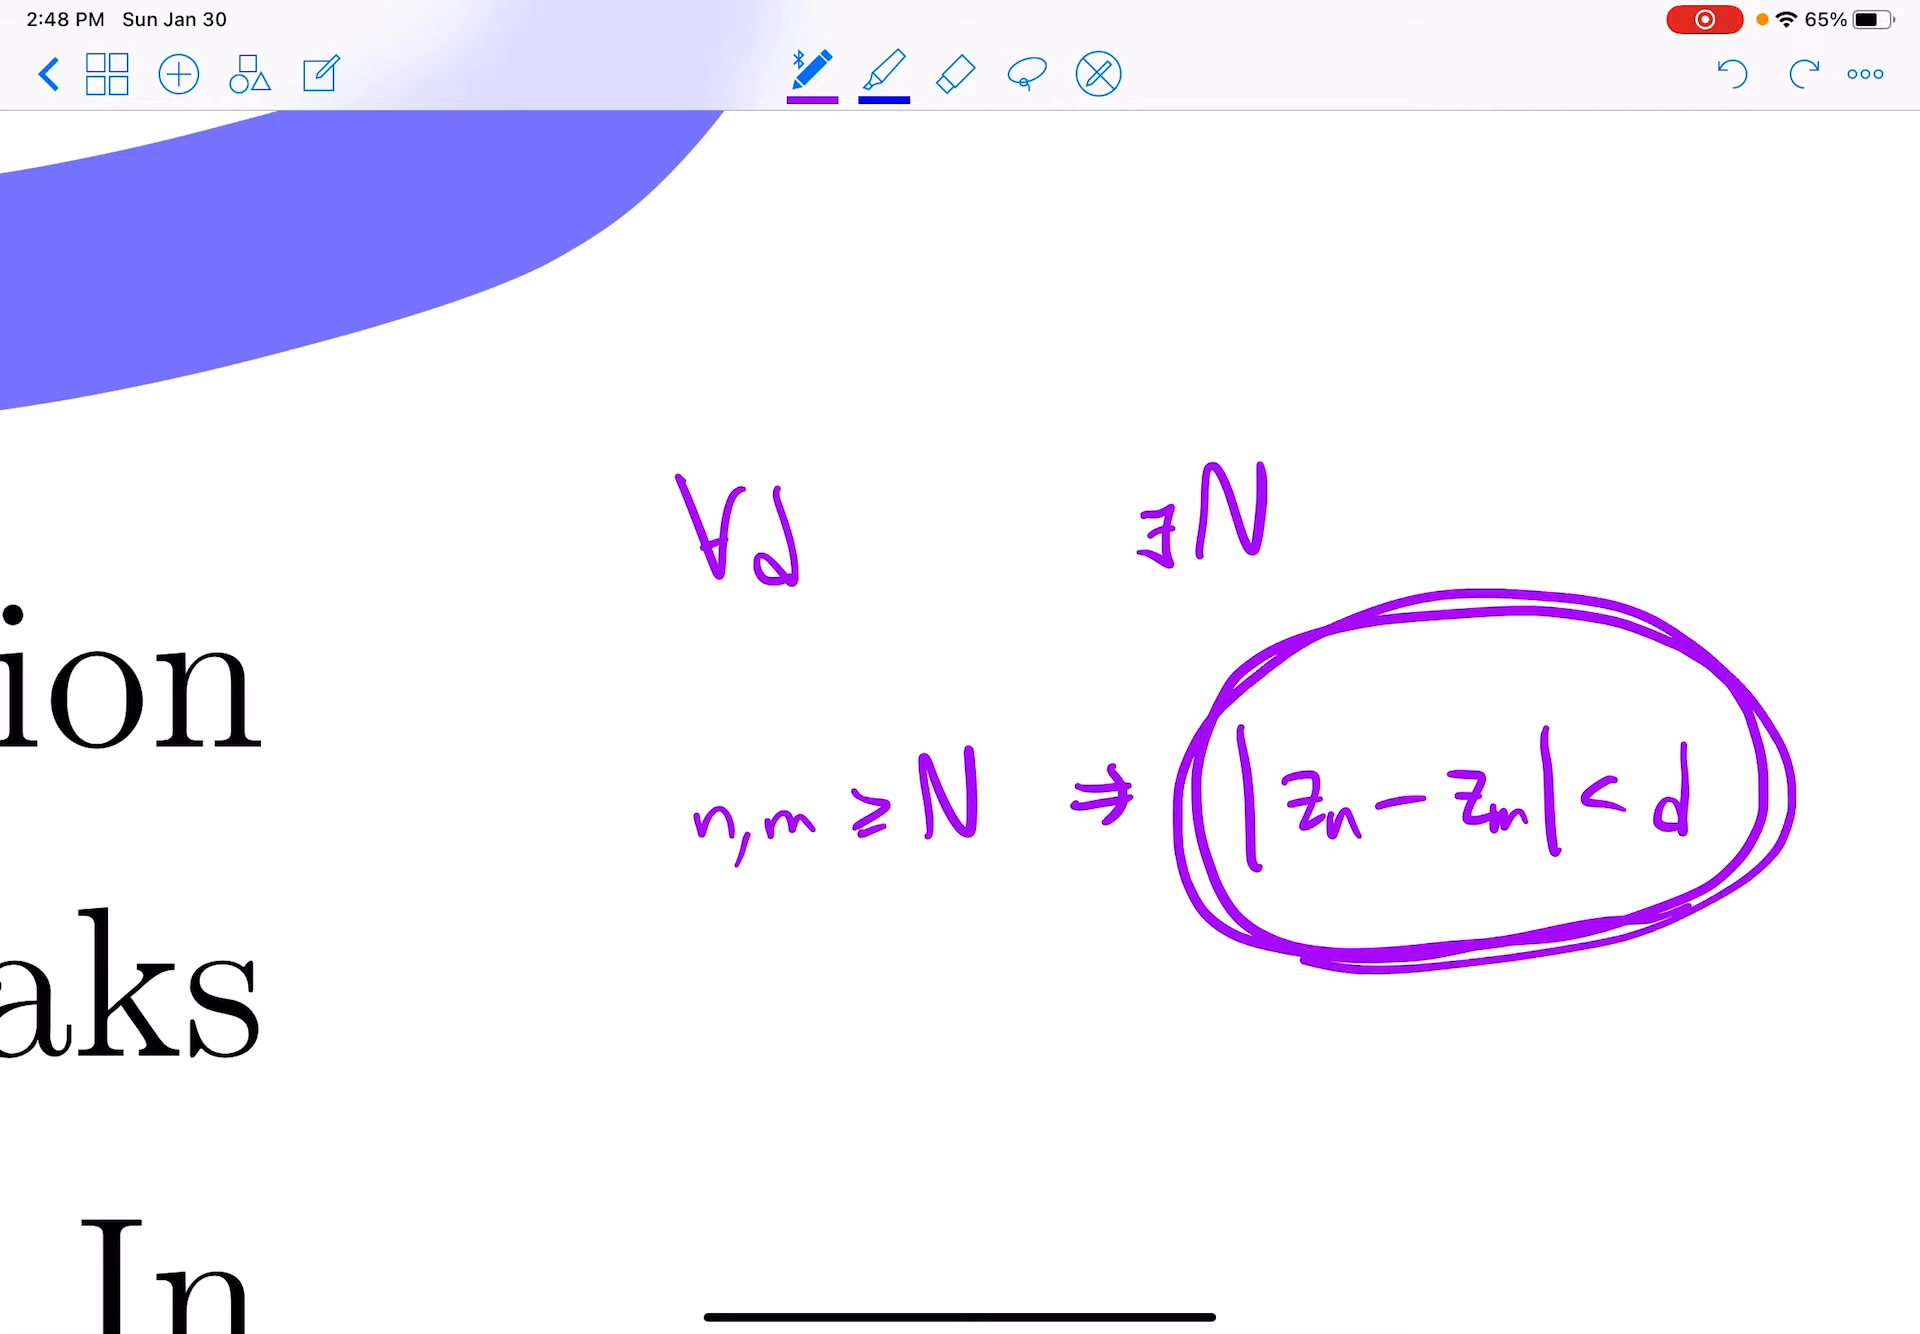 2:48 PM Sun Jan 30
65%
∀d ∃N
ion
n,m ≥ N ⇒ |zn − zm| < d
aks
In